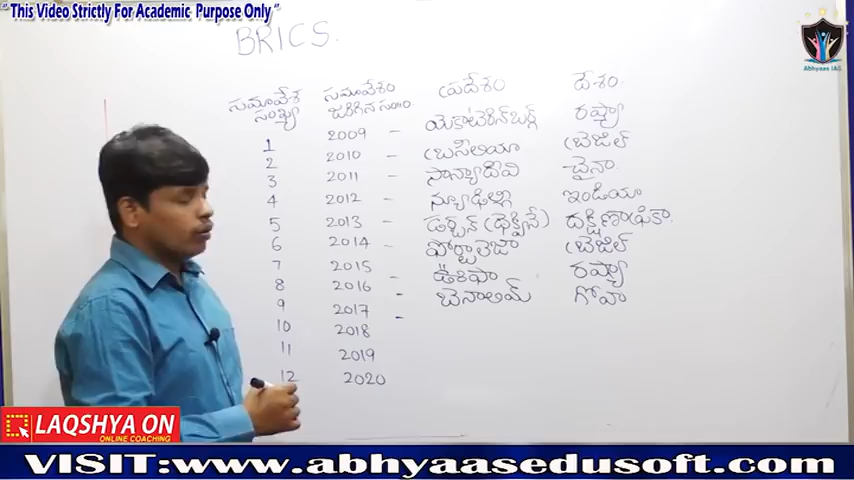 "This Video Strictly For Academic Purpose Only"
BRICS.
Abhyaas IAS
సమావేశ సంఖ్య సమావేశం జరిగిన సం॥ం ప్రదేశం దేశం
1 2009 – యెకాటెరిన్‌బర్గ్ రష్యా
2 2010 – బ్రసీలియా బ్రెజిల్
3 2011 – సాన్యా చైనా
4 2012 – న్యూఢిల్లీ ఇండియా
5 2013 – డర్బన్ దక్షిణాఫ్రికా
6 2014 – ఫోర్టాలెజా బ్రెజిల్
7 2015 – ఊఫా రష్యా
8 2016 – బెనాలిమ్ గోవా
9 2017 –
10 2018
11 2019
12 2020
LAQSHYA ON
ONLINE COACHING
VISIT:www.abhyaasedusoft.com